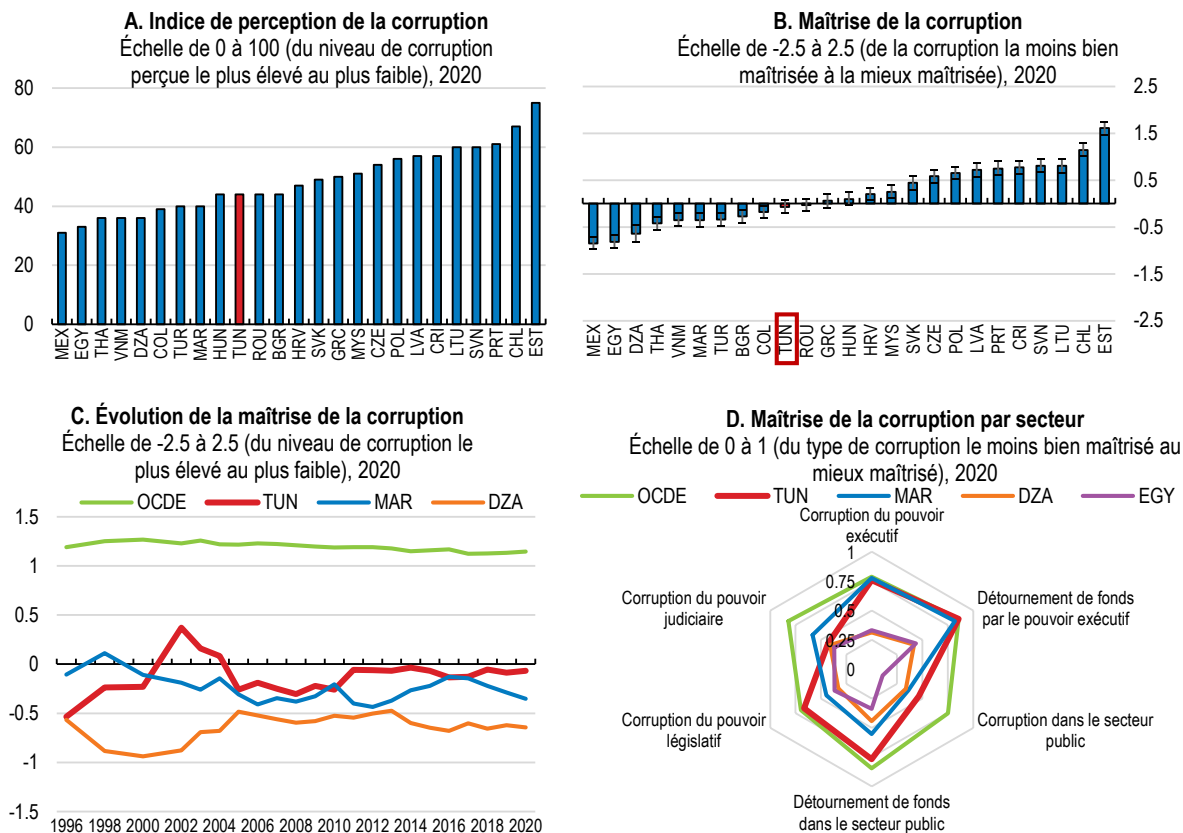 A. Indice de perception de la corruption
Échelle de 0 à 100 (du niveau de corruption
perçue le plus élevé au plus faible), 2020
80
60
40
20
0
MEX EGY THA VNM DZA COL TUR MAR HUN TUN ROU BGR HRV SVK GRC MYS CZE POL LVA CRI LTU SVN PRT CHL EST
B. Maîtrise de la corruption
Échelle de -2.5 à 2.5 (de la corruption la moins bien
maîtrisée à la mieux maîtrisée), 2020
2.5
1.5
0.5
-0.5
-1.5
-2.5
MEX EGY DZA THA VNM MAR TUR BGR COL TUN ROU GRC HUN HRV MYS SVK CZE POL LVA PRT CRI SVN LTU CHL EST
C. Évolution de la maîtrise de la corruption
Échelle de -2.5 à 2.5 (du niveau de corruption le
plus élevé au plus faible), 2020
OCDE TUN MAR DZA
1.5
1
0.5
0
-0.5
-1
-1.5
1996 1998 2000 2002 2004 2006 2008 2010 2012 2014 2016 2018 2020
D. Maîtrise de la corruption par secteur
Échelle de 0 à 1 (du type de corruption le moins bien maîtrisé au
mieux maîtrisé), 2020
OCDE TUN MAR DZA EGY
Corruption du pouvoir
exécutif
1
0.75
0.5
0.25
0
Détournement de fonds
par le pouvoir exécutif
Corruption dans le secteur
public
Détournement de fonds
dans le secteur public
Corruption du pouvoir
législatif
Corruption du pouvoir
judiciaire